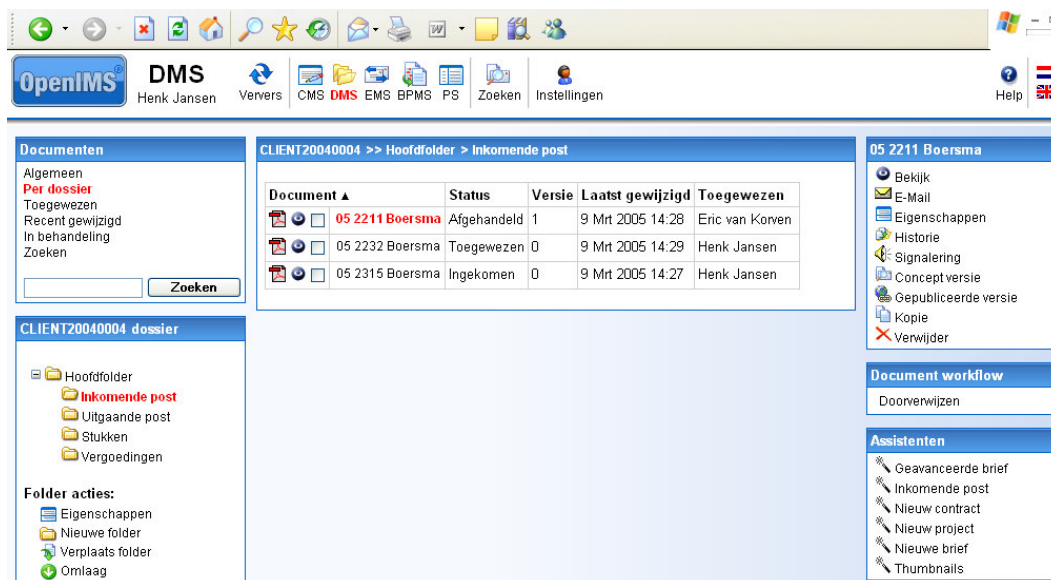 OpenIMS®
DMS
Henk Jansen
Ververs
CMS DMS EMS BPMS PS
Zoeken
Instellingen
Help
Documenten
Algemeen
Per dossier
Toegewezen
Recent gewijzigd
In behandeling
Zoeken
Zoeken
CLIENT20040004 dossier
Hoofdfolder
Inkomende post
Uitgaande post
Stukken
Vergoedingen
Folder acties:
Eigenschappen
Nieuwe folder
Verplaats folder
Omlaag
CLIENT20040004 >> Hoofdfolder > Inkomende post
Document ▲ Status Versie Laatst gewijzigd Toegewezen
05 2211 Boersma Afgehandeld 1 9 Mrt 2005 14:28 Eric van Korven
05 2232 Boersma Toegewezen 0 9 Mrt 2005 14:29 Henk Jansen
05 2315 Boersma Ingekomen 0 9 Mrt 2005 14:27 Henk Jansen
05 2211 Boersma
Bekijk
E-Mail
Eigenschappen
Historie
Signalering
Concept versie
Gepubliceerde versie
Kopie
Verwijder
Document workflow
Doorverwijzen
Assistenten
Geavanceerde brief
Inkomende post
Nieuw contract
Nieuw project
Nieuwe brief
Thumbnails